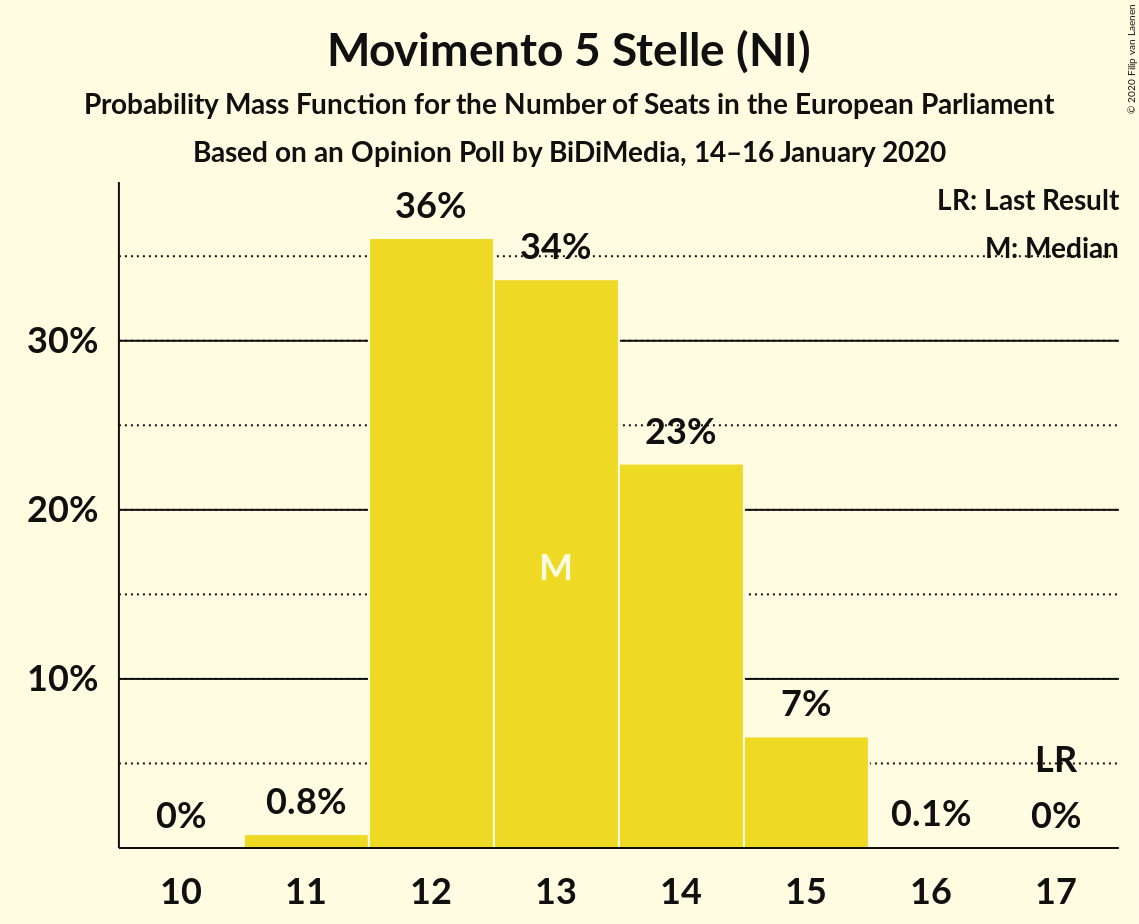 Movimento 5 Stelle (NI)
Probability Mass Function for the Number of Seats in the European Parliament
Based on an Opinion Poll by BiDiMedia, 14–16 January 2020
© 2020 Filip van Laenen
LR: Last Result
M: Median
36%
34%
30%
23%
20%
M
10%
7%
LR
0%
0.8%
0.1%
0%
10 11 12 13 14 15 16 17